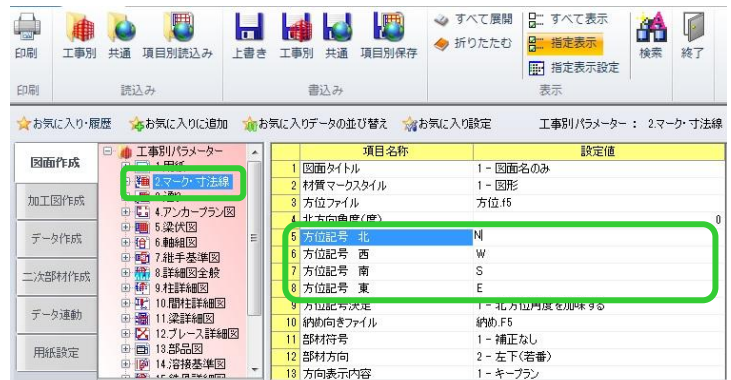 すべて展開
すべて表示
折りたたむ
指定表示
指定表示設定
印刷
工事別
共通
項目別読込み
上書き
工事別
共通
項目別保存
検索
終了
印刷
読込み
書込み
表示
お気に入り・履歴
お気に入りに追加
お気に入りデータの並び替え
お気に入り設定
工事別パラメーター : 2.マーク・寸法線
図面作成
加工図作成
データ作成
二次部材作成
データ連動
用紙設定
工事別パラメーター
1.用紙
2.マーク・寸法線
4.アンカープラン図
5.梁伏図
6.軸組図
7.継手基準図
8.詳細図全般
9.柱詳細図
10.間柱詳細図
11.梁詳細図
12.ブレース詳細図
13.部品図
14.溶接基準図
項目名称 設定値
1 図面タイトル 1 - 図面名のみ
2 材質マークスタイル 1 - 図形
3 方位ファイル 方位.f5
4 北方向角度(度) 0
5 方位記号 北 N
6 方位記号 西 W
7 方位記号 南 S
8 方位記号 東 E
9 方位記号決定 1 - 北方位角度を加味する
10 納め向きファイル 納め.F5
11 部材符号 1 - 補正なし
12 部材方向 2 - 左下(若番)
13 方向表示内容 1 - キープラン